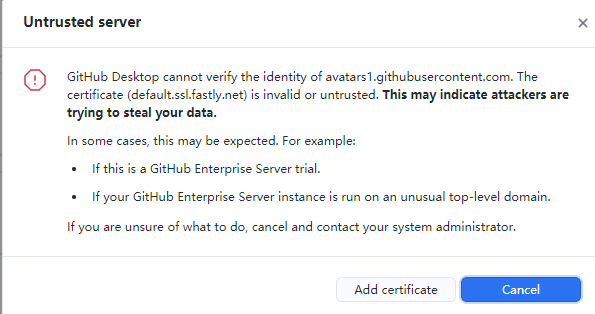 Untrusted server
GitHub Desktop cannot verify the identity of avatars1.githubusercontent.com. The
certificate (default.ssl.fastly.net) is invalid or untrusted. This may indicate attackers are
trying to steal your data.
In some cases, this may be expected. For example:
• If this is a GitHub Enterprise Server trial.
• If your GitHub Enterprise Server instance is run on an unusual top-level domain.
If you are unsure of what to do, cancel and contact your system administrator.
Add certificate
Cancel